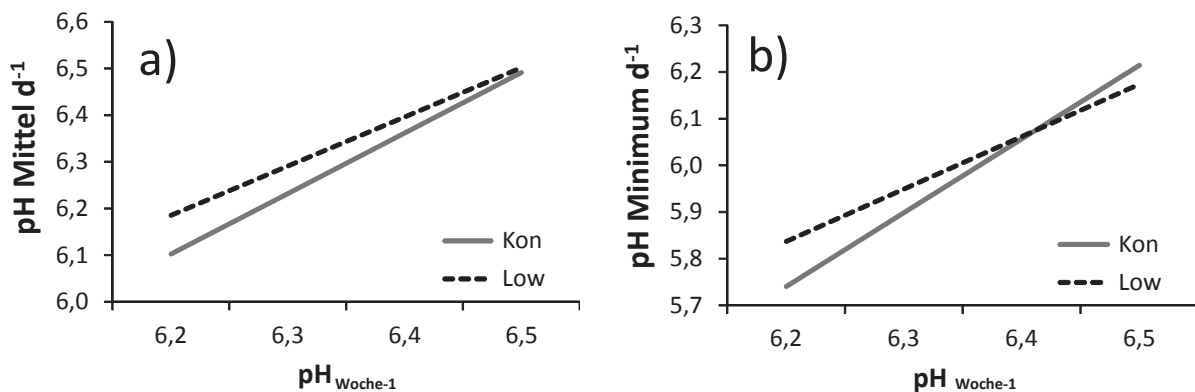 a)
pH Mittel d-1
6,6
6,5
6,4
6,3
6,2
6,1
6,0
Kon
Low
6,2 6,3 6,4 6,5
pH Woche-1
b)
pH Minimum d-1
6,3
6,2
6,1
6,0
5,9
5,8
5,7
Kon
Low
6,2 6,3 6,4 6,5
pH Woche-1